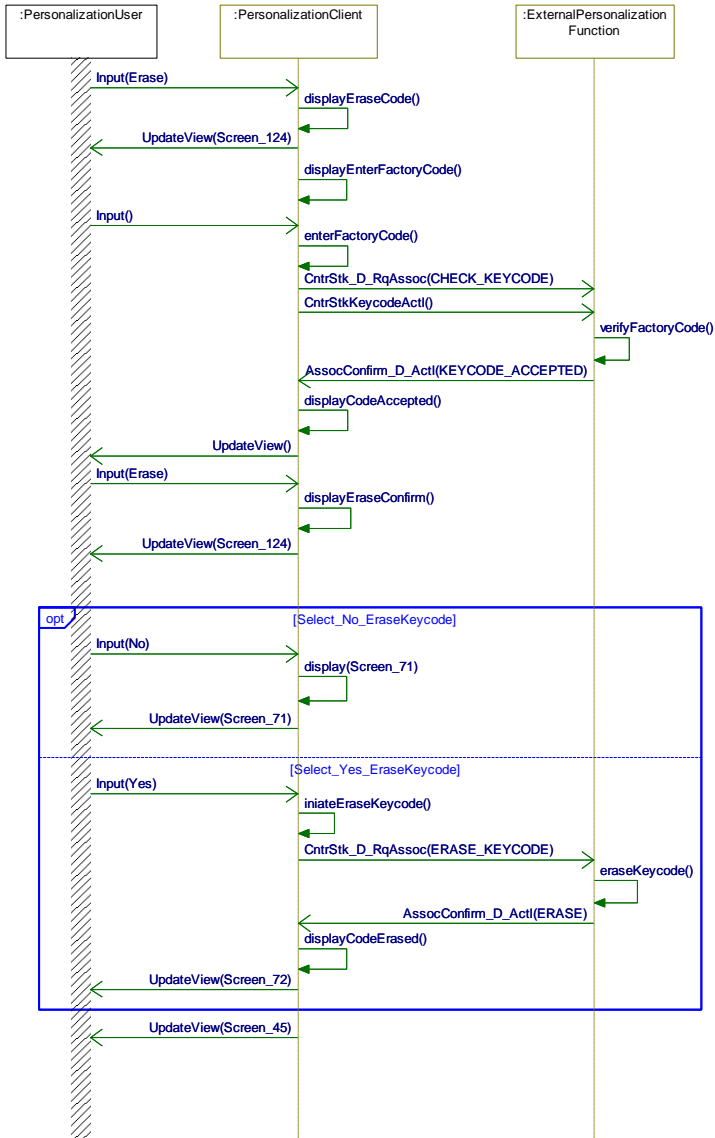 :PersonalizationUser
:PersonalizationClient
:ExternalPersonalization
Function
Input(Erase)
displayEraseCode()
UpdateView(Screen_124)
displayEnterFactoryCode()
Input()
enterFactoryCode()
CntrStk_D_RqAssoc(CHECK_KEYCODE)
CntrStkKeycodeActl()
verifyFactoryCode()
AssocConfirm_D_Actl(KEYCODE_ACCEPTED)
displayCodeAccepted()
UpdateView()
Input(Erase)
displayEraseConfirm()
UpdateView(Screen_124)
opt
[Select_No_EraseKeycode]
Input(No)
display(Screen_71)
UpdateView(Screen_71)
[Select_Yes_EraseKeycode]
Input(Yes)
iniateEraseKeycode()
CntrStk_D_RqAssoc(ERASE_KEYCODE)
eraseKeycode()
AssocConfirm_D_Actl(ERASE)
displayCodeErased()
UpdateView(Screen_72)
UpdateView(Screen_45)